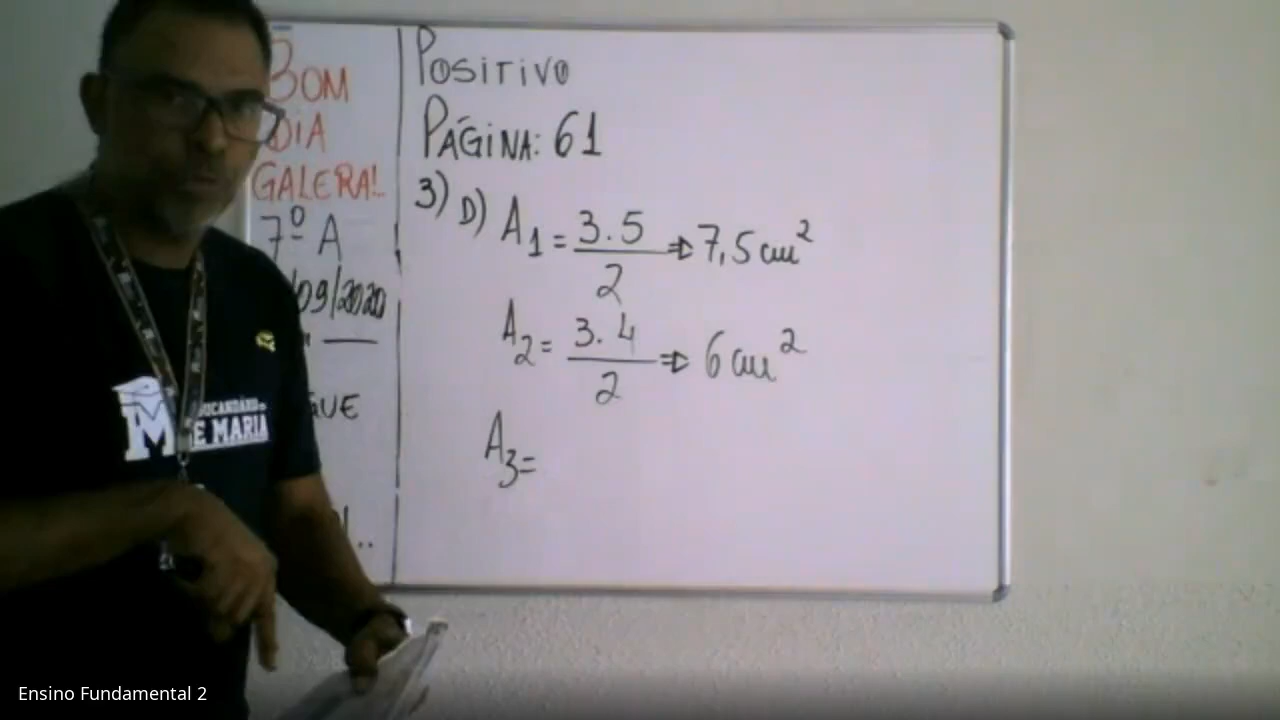 BOM
DIA
GALERA!..
7º A
/09/2020
POSITIVO
PÁGINA: 61
3) D) A1 = 3.5 / 2 ⇒ 7,5 cm²
A2 = 3.4 / 2 ⇒ 6 cm²
A3 =
E MARIA
Ensino Fundamental 2